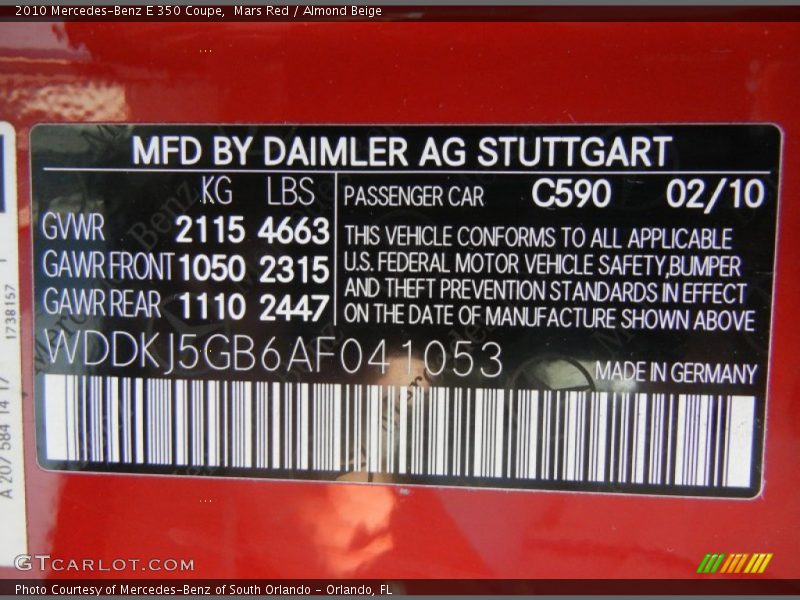 2010 Mercedes-Benz E 350 Coupe,  Mars Red / Almond Beige
MFD BY DAIMLER AG STUTTGART
KG LBS
GVWR 2115 4663
GAWR FRONT 1050 2315
GAWR REAR 1110 2447
PASSENGER CAR C590 02/10
THIS VEHICLE CONFORMS TO ALL APPLICABLE
U.S. FEDERAL MOTOR VEHICLE SAFETY,BUMPER
AND THEFT PREVENTION STANDARDS IN EFFECT
ON THE DATE OF MANUFACTURE SHOWN ABOVE
WDDKJ5GB6AF041053
MADE IN GERMANY
1738157
A 207 584 14 17
GTCARLOT.COM
Photo Courtesy of Mercedes-Benz of South Orlando - Orlando, FL